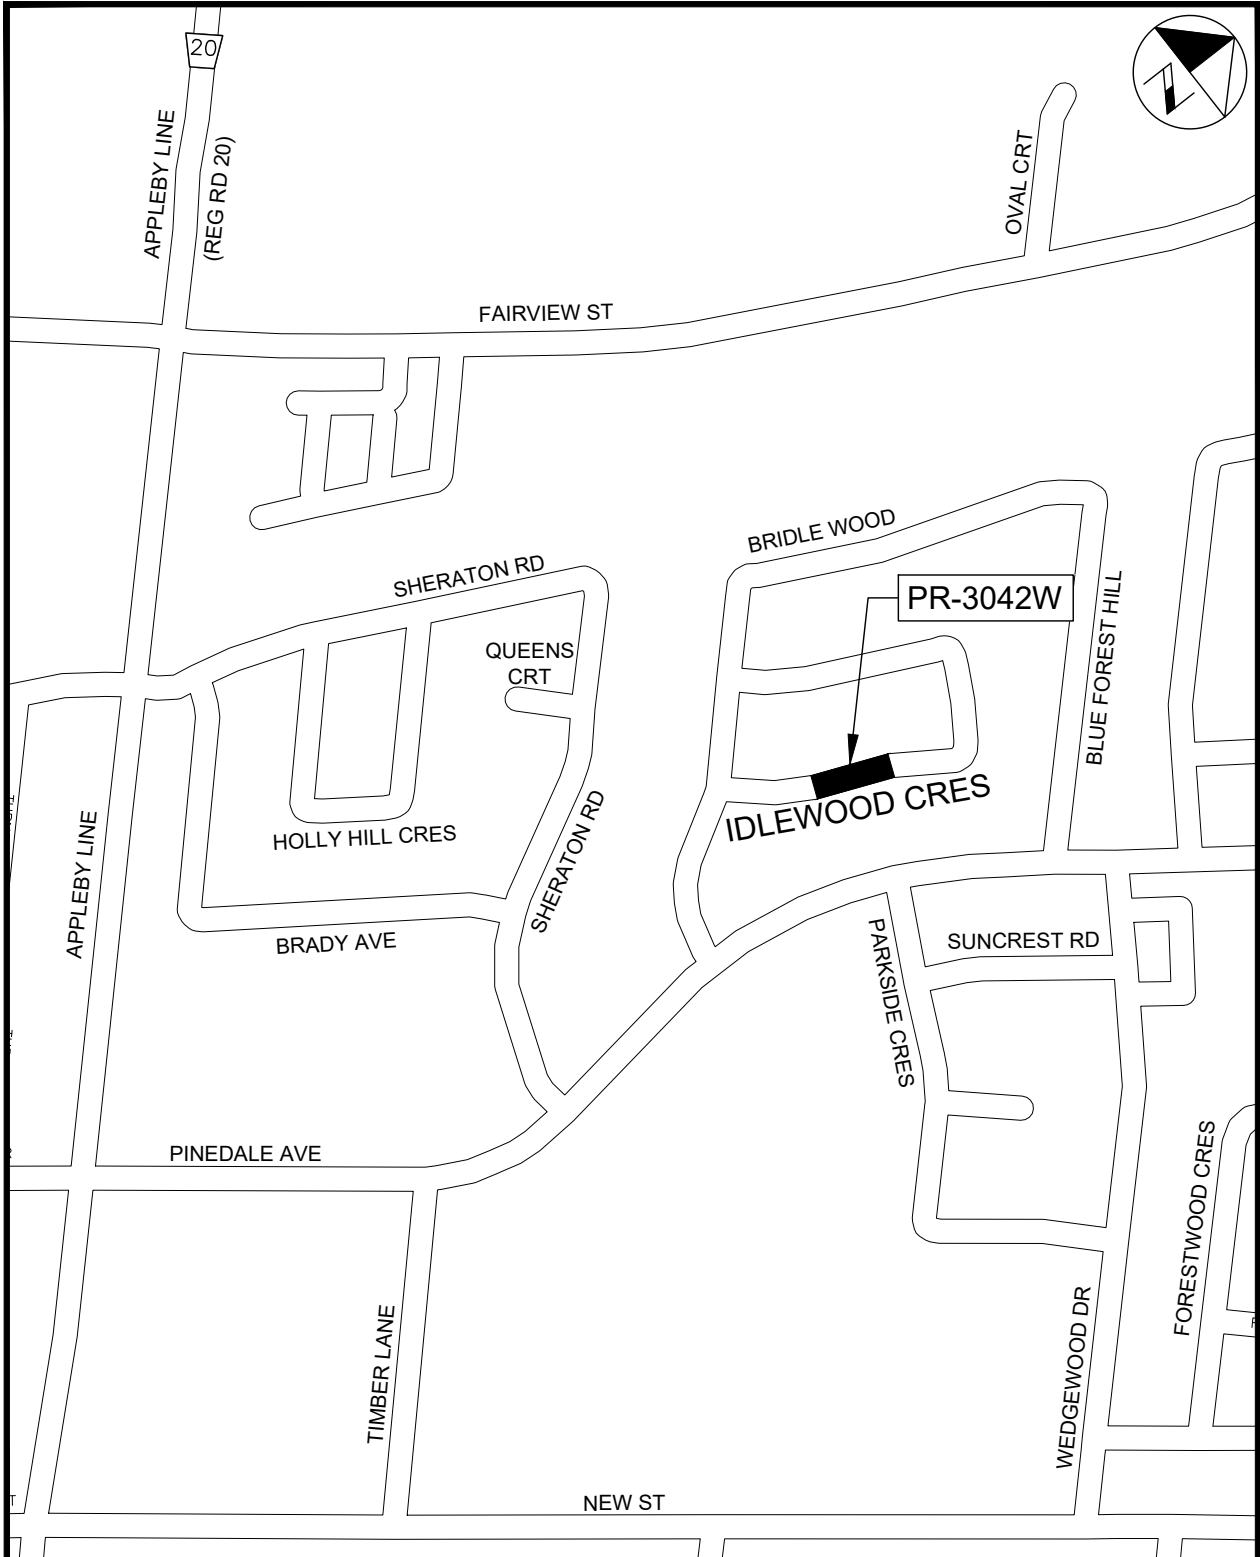 20
APPLEBY LINE
(REG RD 20)
OVAL CRT
FAIRVIEW ST
BRIDLE WOOD
SHERATON RD
PR-3042W
BLUE FOREST HILL
QUEENS
CRT
IDLEWOOD CRES
HOLLY HILL CRES
SHERATON RD
APPLEBY LINE
BRADY AVE
PARKSIDE CRES
SUNCREST RD
PINEDALE AVE
FORESTWOOD CRES
TIMBER LANE
WEDGEWOOD DR
NEW ST